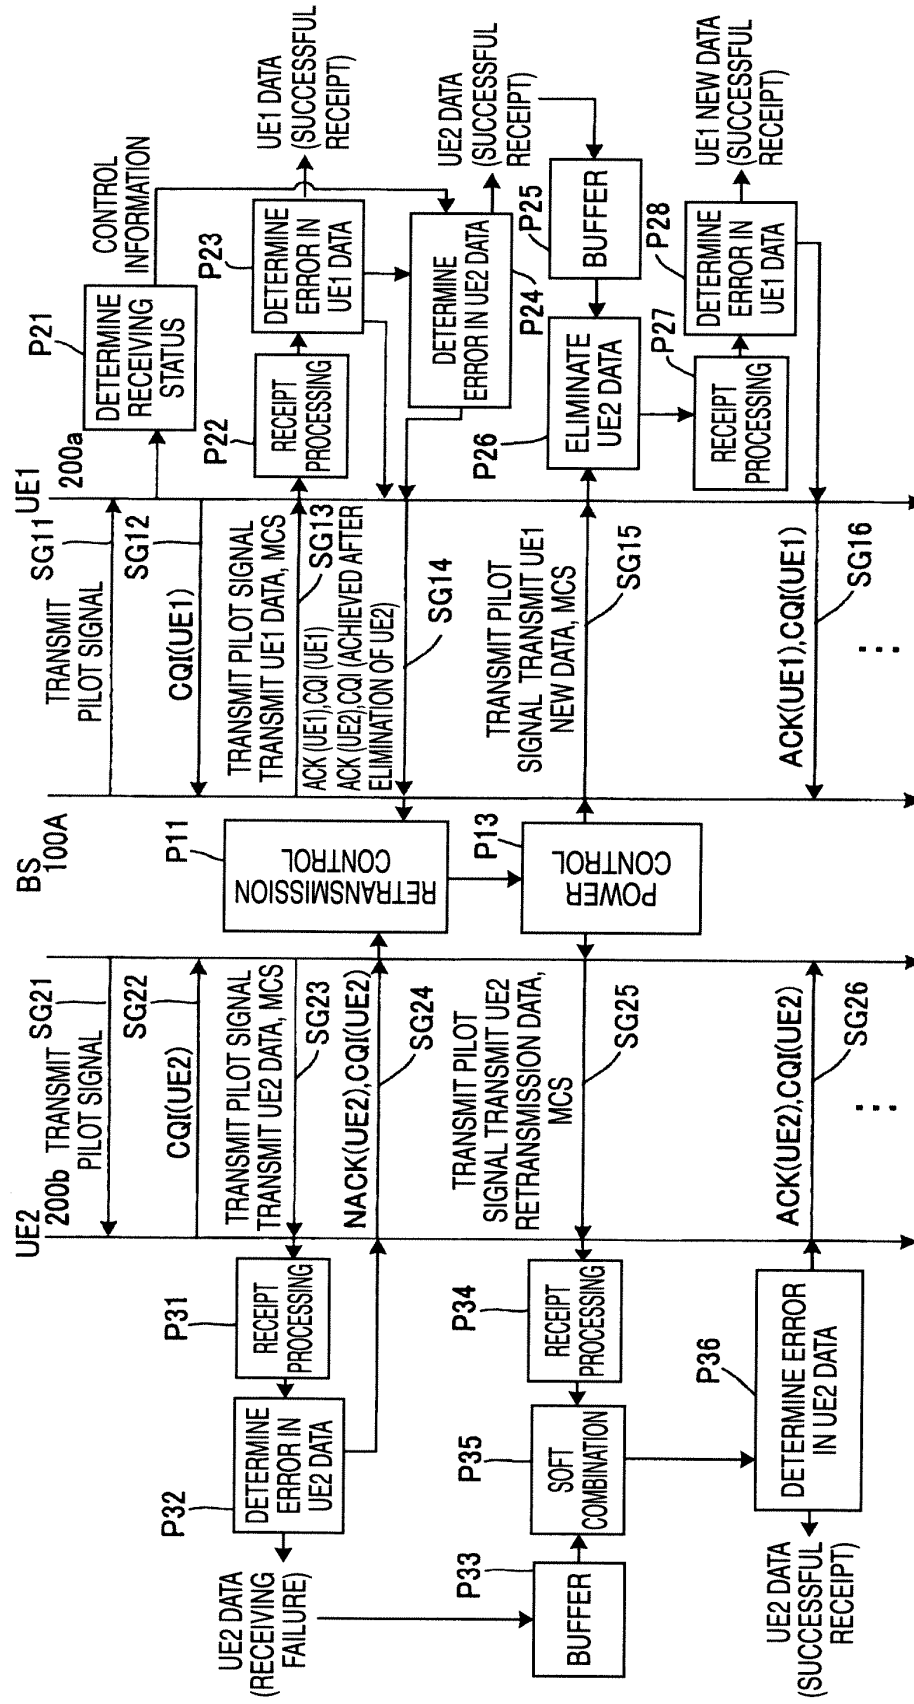 UE2
200b
BS
100A
UE1
200a
SG21
TRANSMIT
PILOT SIGNAL
SG11
TRANSMIT
PILOT SIGNAL
P21
DETERMINE
RECEIVING
STATUS
CONTROL
INFORMATION
SG22
CQI(UE2)
SG12
CQI(UE1)
TRANSMIT PILOT SIGNAL
TRANSMIT UE2 DATA, MCS
SG23
TRANSMIT PILOT SIGNAL
TRANSMIT UE1 DATA, MCS
SG13
P31
RECEIPT
PROCESSING
P32
DETERMINE
ERROR IN
UE2 DATA
UE2 DATA
(RECEIVING
FAILURE)
P22
RECEIPT
PROCESSING
P23
DETERMINE
ERROR IN
UE1 DATA
UE1 DATA
(SUCCESSFUL
RECEIPT)
NACK(UE2),CQI(UE2)
SG24
P11
RETRANSMISSION
CONTROL
ACK(UE1),CQI(UE1)
ACK(UE2),CQI(ACHIEVED AFTER
ELIMINATION OF UE2)
SG14
DETERMINE
ERROR IN UE2 DATA
P24
UE2 DATA
(SUCCESSFUL
RECEIPT)
P13
POWER
CONTROL
TRANSMIT PILOT
SIGNAL TRANSMIT UE2
RETRANSMISSION DATA,
MCS
SG25
TRANSMIT PILOT
SIGNAL TRANSMIT UE1
NEW DATA, MCS
SG15
P33
BUFFER
P34
RECEIPT
PROCESSING
P35
SOFT
COMBINATION
P25
BUFFER
P26
ELIMINATE
UE2 DATA
P27
RECEIPT
PROCESSING
P28
DETERMINE
ERROR IN
UE1 DATA
UE1 NEW DATA
(SUCCESSFUL
RECEIPT)
P36
DETERMINE ERROR
IN UE2 DATA
UE2 DATA
(SUCCESSFUL
RECEIPT)
ACK(UE2),CQI(UE2)
SG26
ACK(UE1),CQI(UE1)
SG16
...
...